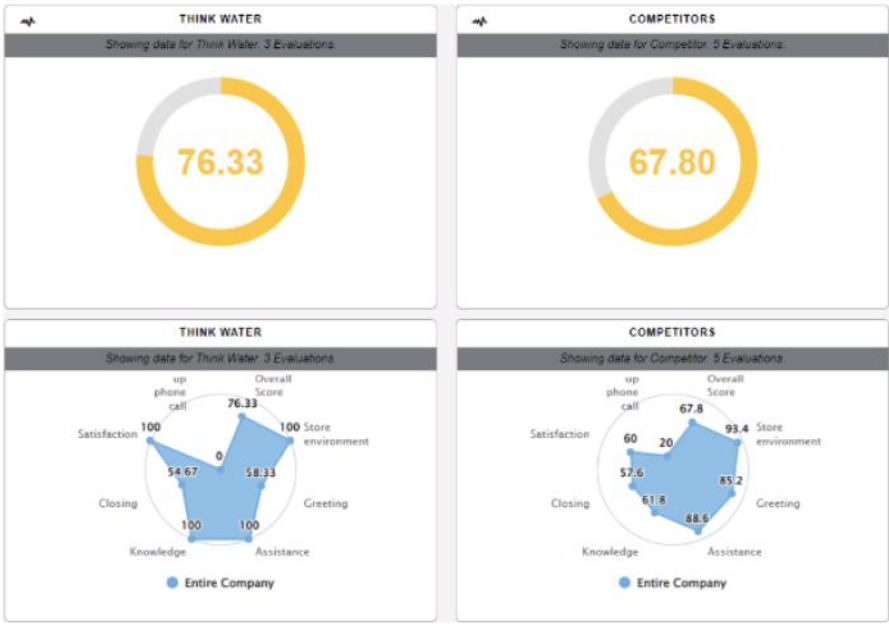 THINK WATER
Showing data for Think Water. 3 Evaluations.
76.33
COMPETITORS
Showing data for Competitor. 5 Evaluations.
67.80
THINK WATER
Showing data for Think Water. 3 Evaluations.
up
phone
call
Overall
Score
76.33
100
Satisfaction
0
100
Store
environment
54.67
58.33
Closing
Greeting
100
100
Knowledge
Assistance
Entire Company
COMPETITORS
Showing data for Competitor. 5 Evaluations.
up
phone
call
Overall
Score
67.8
Satisfaction
60
20
93.4
Store
environment
57.6
85.2
Closing
61.8
Greeting
88.6
Knowledge
Assistance
Entire Company